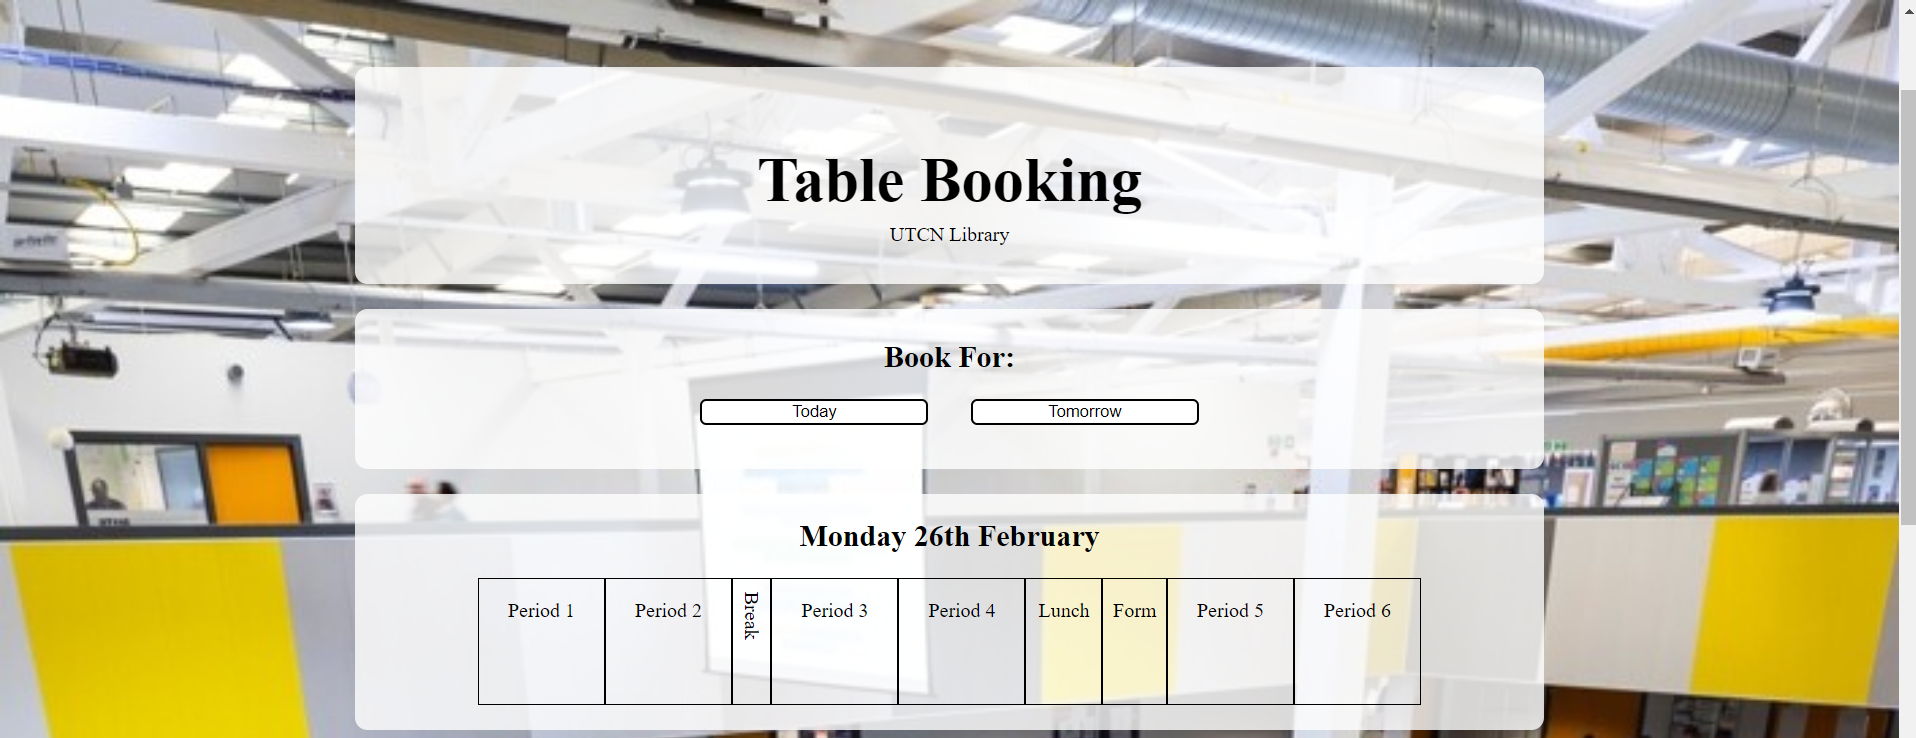 Table Booking
UTCN Library
Book For:
Today Tomorrow
Monday 26th February
Period 1 Period 2 Break Period 3 Period 4 Lunch Form Period 5 Period 6